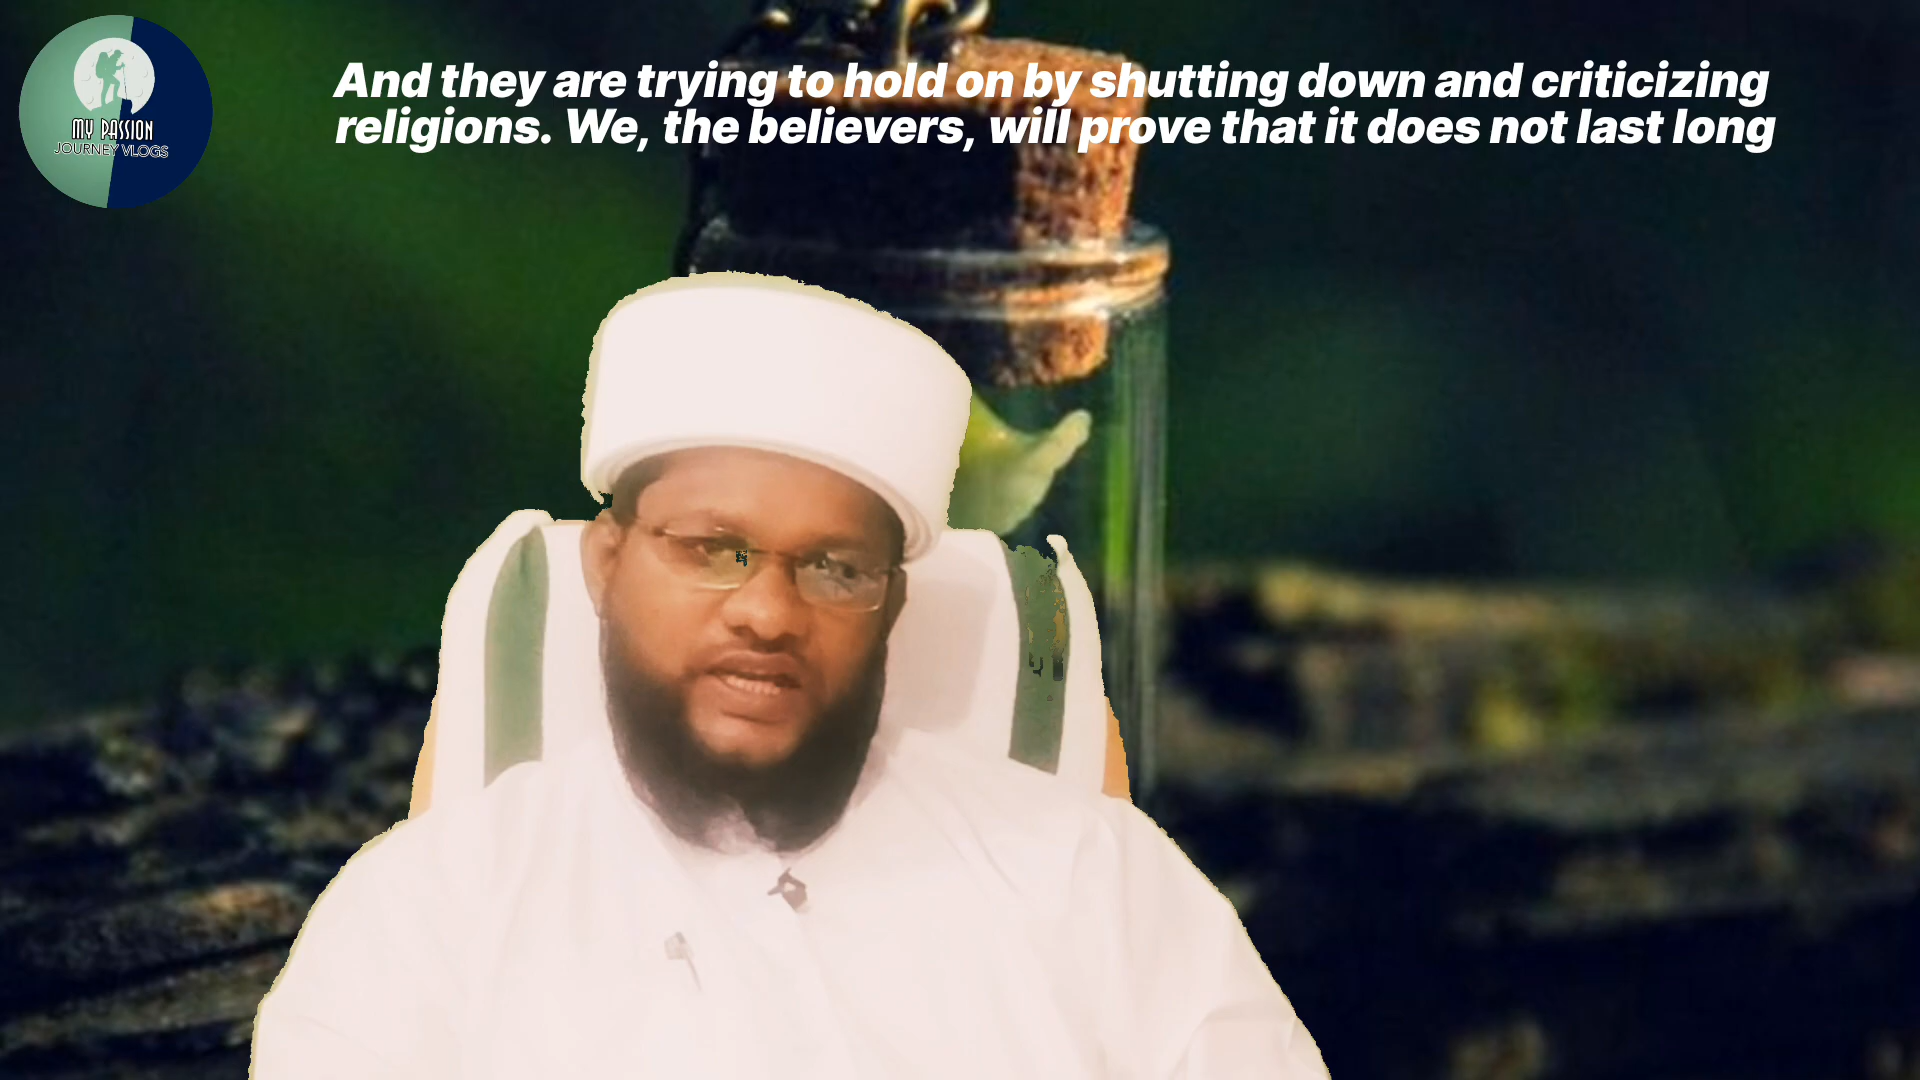 MY PASSION
JOURNEY VLOGS
And they are trying to hold on by shutting down and criticizing
religions. We, the believers, will prove that it does not last long